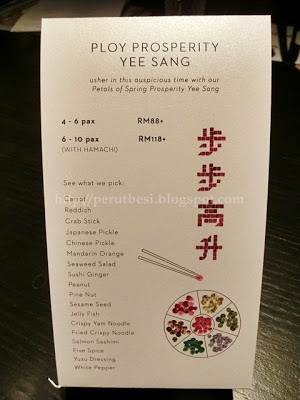 PLOY PROSPERITY
YEE SANG
usher in this auspicious time with our
Petals of Spring Prosperity Yee Sang
4 - 6 pax RM88+
6 - 10 pax RM118+
(WITH HAMACHI)
步步高升
See what we pick:
Carrot
Reddish
Crab Stick
Japanese Pickle
Chinese Pickle
Mandarin Orange
Seaweed Salad
Sushi Ginger
Peanut
Pine Nut
Sesame Seed
Jelly Fish
Crispy Yam Noodle
Fried Crispy Noodle
Salmon Sashimi
Five Spice
Yuzu Dressing
White Pepper
http://perutbesi.blogspot.com